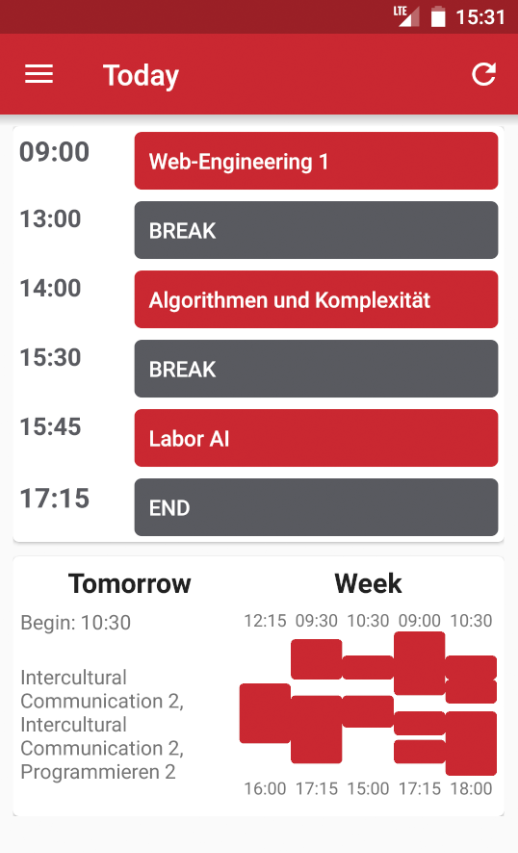 LTE 15:31
Today
09:00 Web-Engineering 1
13:00 BREAK
14:00 Algorithmen und Komplexität
15:30 BREAK
15:45 Labor AI
17:15 END
Tomorrow
Begin: 10:30
Intercultural
Communication 2,
Intercultural
Communication 2,
Programmieren 2
Week
12:15 09:30 10:30 09:00 10:30
16:00 17:15 15:00 17:15 18:00